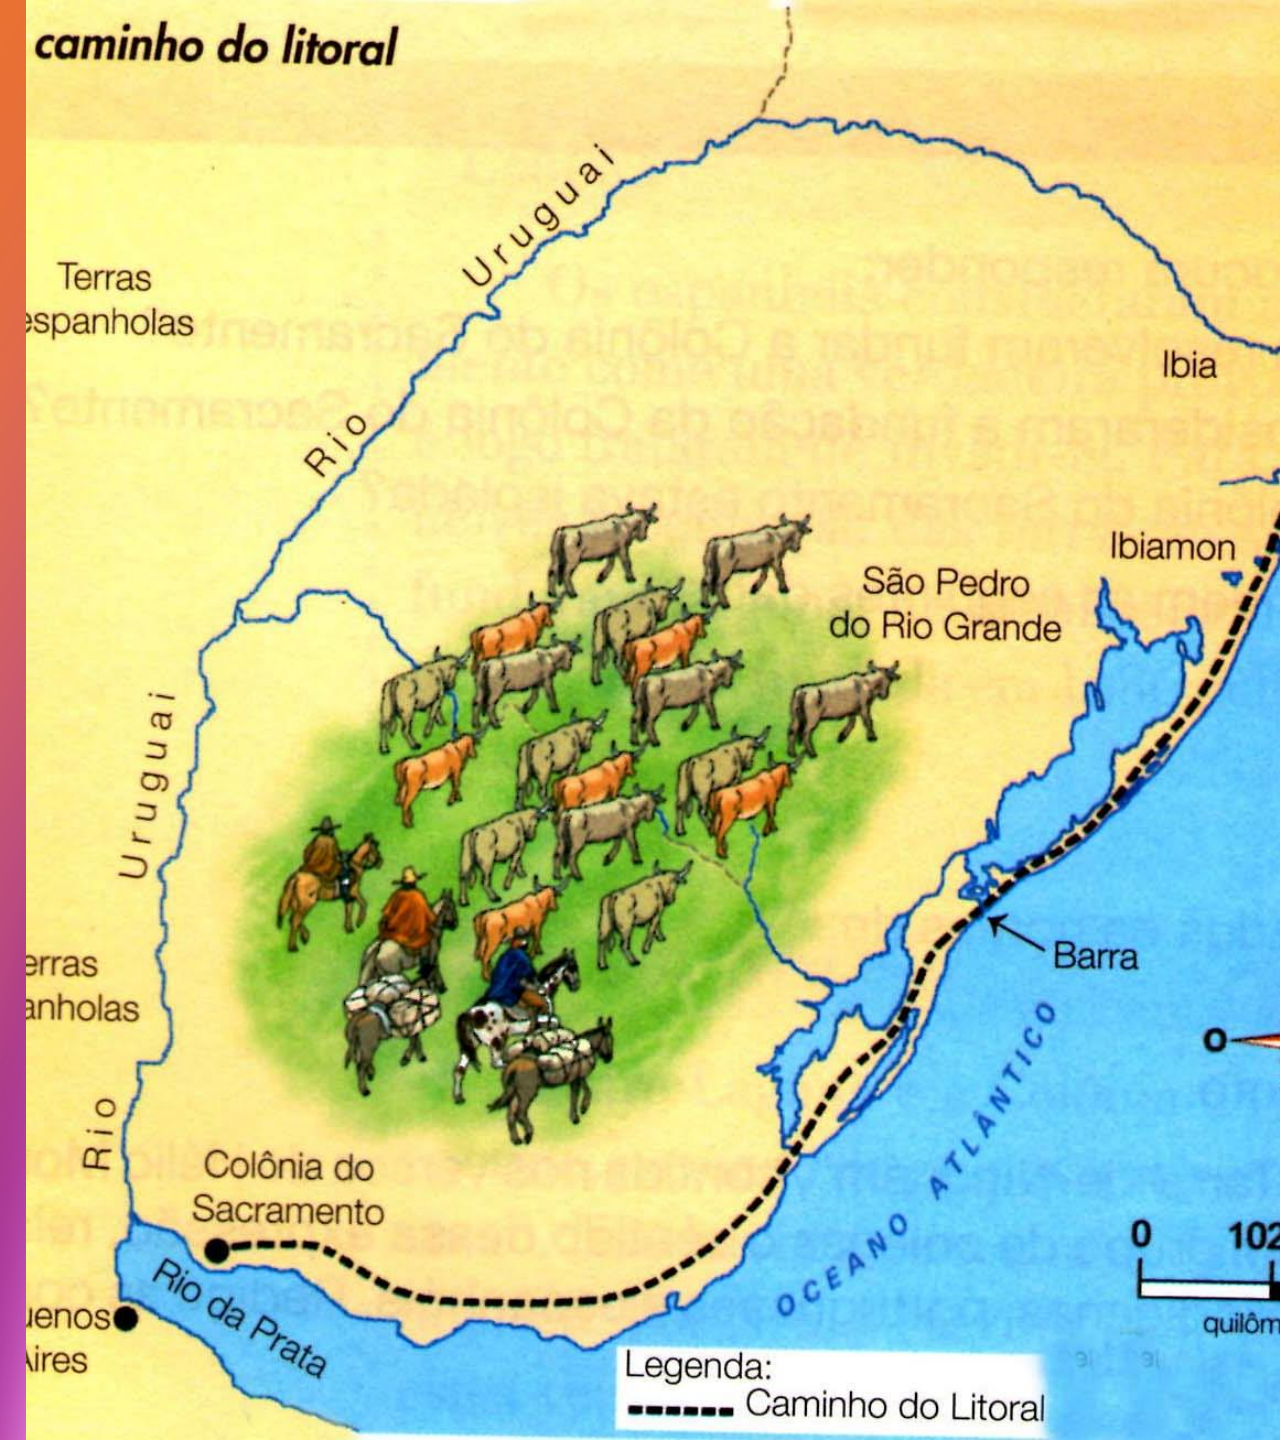 caminho do litoral
Uruguai
Rio
Terras
espanholas
Ibia
Ibiamon
São Pedro
do Rio Grande
Uruguai
Rio
erras
anholas
Barra
OCEANO ATLÂNTICO
O
Colônia do
Sacramento
Rio da Prata
uenos
Aires
0 102
quilôm
Legenda:
Caminho do Litoral